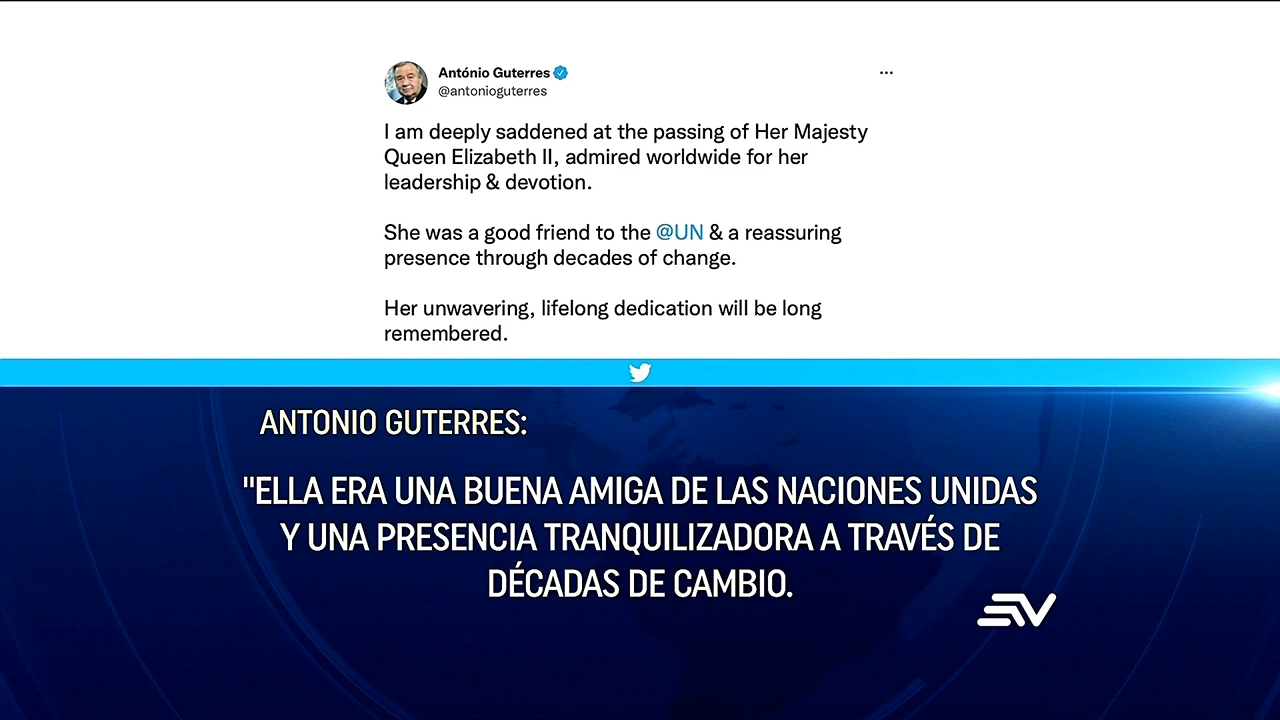 António Guterres
@antonioguterres
I am deeply saddened at the passing of Her Majesty
Queen Elizabeth II, admired worldwide for her
leadership & devotion.
She was a good friend to the @UN & a reassuring
presence through decades of change.
Her unwavering, lifelong dedication will be long
remembered.
ANTONIO GUTERRES:
"ELLA ERA UNA BUENA AMIGA DE LAS NACIONES UNIDAS
Y UNA PRESENCIA TRANQUILIZADORA A TRAVÉS DE
DÉCADAS DE CAMBIO.